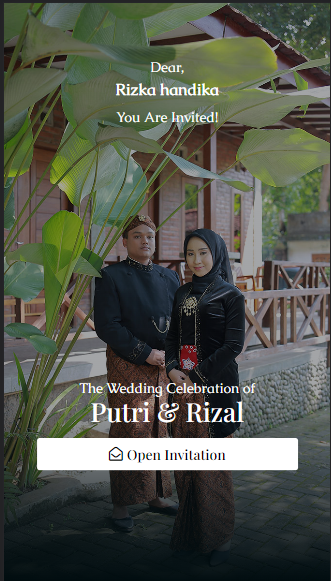 Dear,
Rizka handika
You Are Invited!
The Wedding Celebration of
Putri & Rizal
Open Invitation